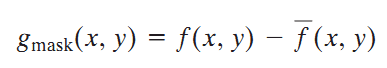 g_mask(x, y) = f(x, y) − f̅(x, y)